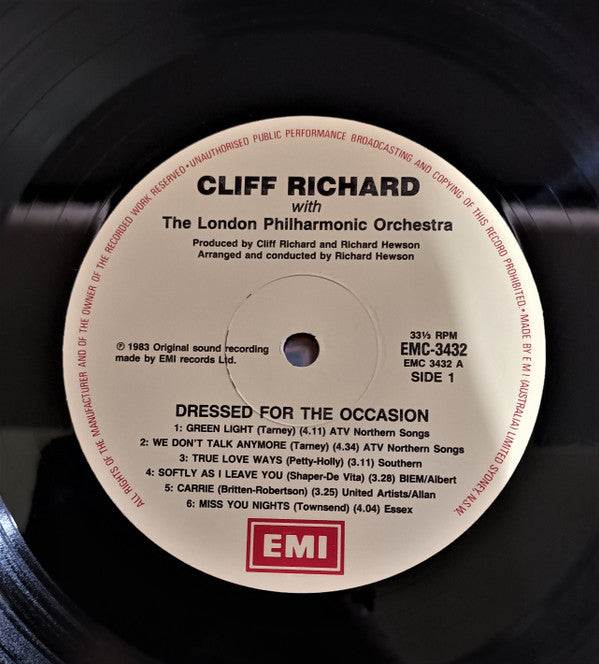 ALL RIGHTS OF THE MANUFACTURER AND OF THE OWNER OF THE RECORDED WORK RESERVED • UNAUTHORISED PUBLIC PERFORMANCE BROADCASTING AND COPYING OF THIS RECORD PROHIBITED • MADE BY E M I (AUSTRALIA) LIMITED SYDNEY, N.S.W.
CLIFF RICHARD
with
The London Philharmonic Orchestra
Produced by Cliff Richard and Richard Hewson
Arranged and conducted by Richard Hewson
℗ 1983 Original sound recording
made by EMI records Ltd.
33⅓ RPM
EMC-3432
EMC 3432 A
SIDE 1
DRESSED FOR THE OCCASION
1: GREEN LIGHT (Tarney) (4.11) ATV Northern Songs
2: WE DON'T TALK ANYMORE (Tarney) (4.34) ATV Northern Songs
3: TRUE LOVE WAYS (Petty-Holly) (3.11) Southern
4: SOFTLY AS I LEAVE YOU (Shaper-De Vita) (3.28) BIEM/Albert
5: CARRIE (Britten-Robertson) (3.25) United Artists/Allan
6: MISS YOU NIGHTS (Townsend) (4.04) Essex
EMI